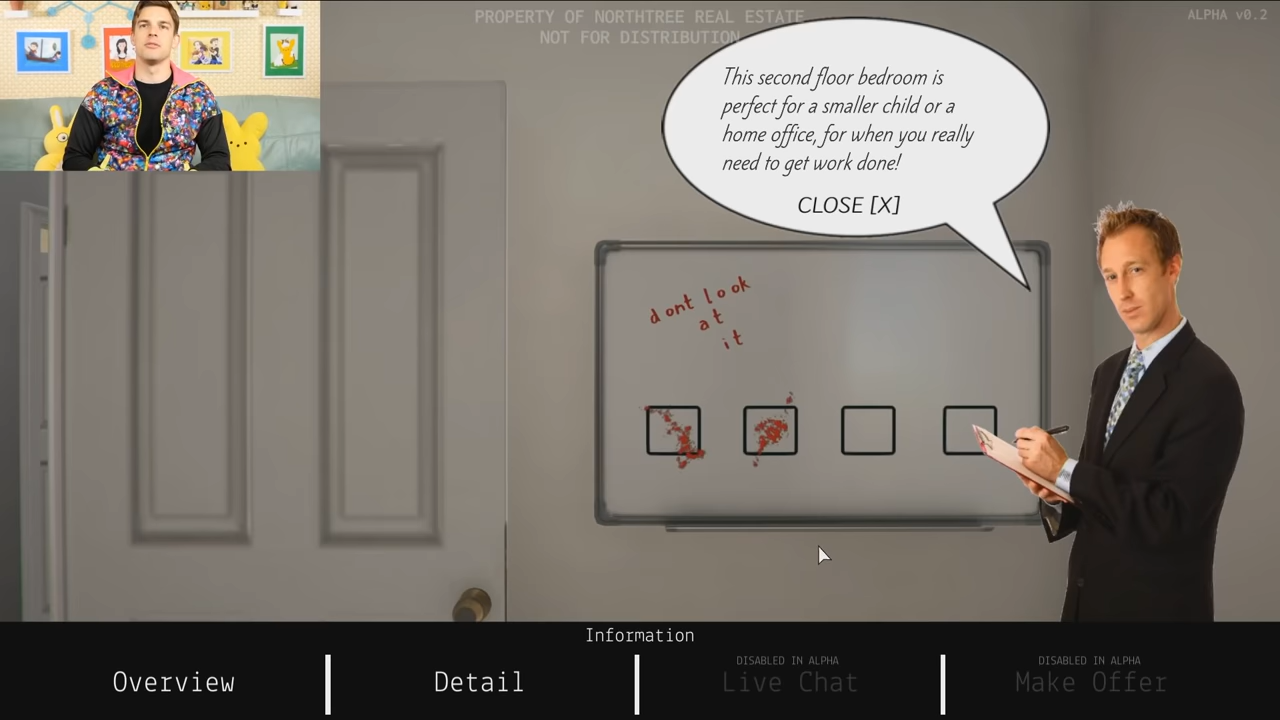 PROPERTY OF NORTHTREE REAL ESTATE
NOT FOR DISTRIBUTION
ALPHA v0.2
This second floor bedroom is
perfect for a smaller child or a
home office, for when you really
need to get work done!
CLOSE [X]
dont look
at
it
Information
Overview
Detail
DISABLED IN ALPHA
Live Chat
DISABLED IN ALPHA
Make Offer